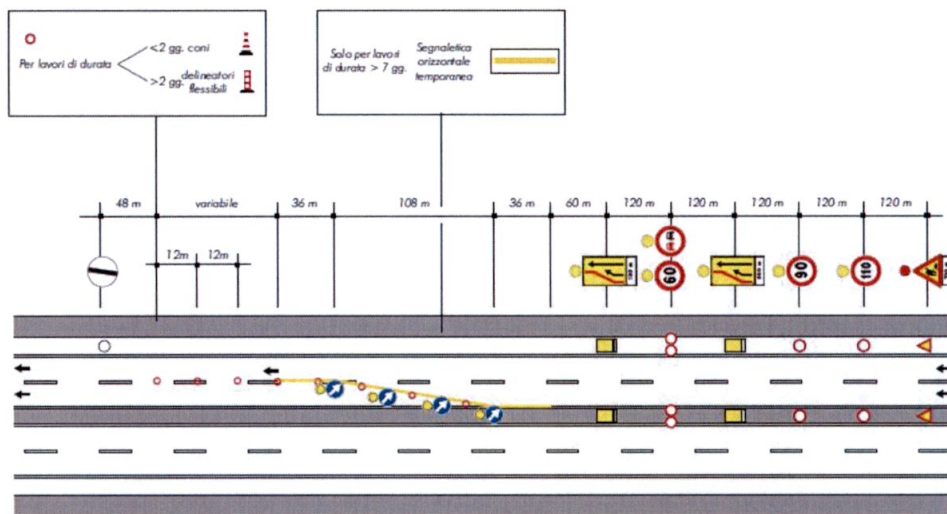 Per lavori di durata
<2 gg. coni
>2 gg. delineatori
flessibili
Solo per lavori
di durata > 7 gg.
Segnaletica
orizzontale
temporanea
48 m
variabile
36 m
108 m
36 m
60 m
120 m
120 m
120 m
120 m
120 m
12m
12m
60
90
110